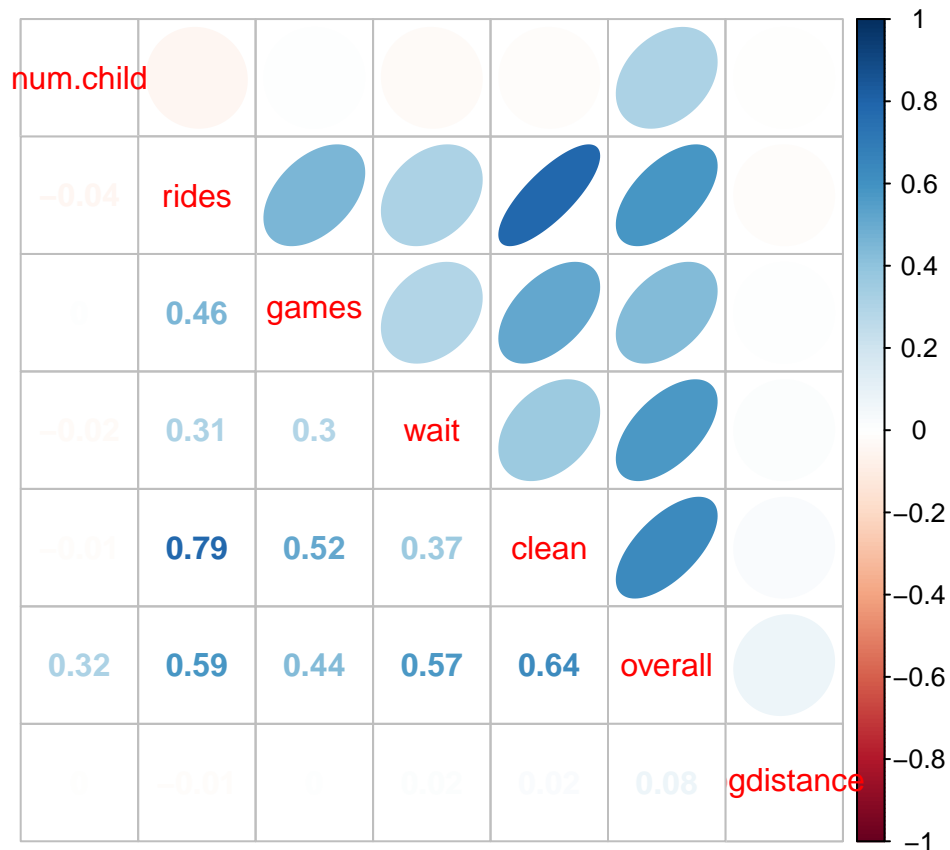 num.child
−0.04 rides
0 0.46 games
−0.02 0.31 0.3 wait
−0.01 0.79 0.52 0.37 clean
0.32 0.59 0.44 0.57 0.64 overall
0 −0.01 0 0.02 0.02 0.08 gdistance
1
0.8
0.6
0.4
0.2
0
−0.2
−0.4
−0.6
−0.8
−1